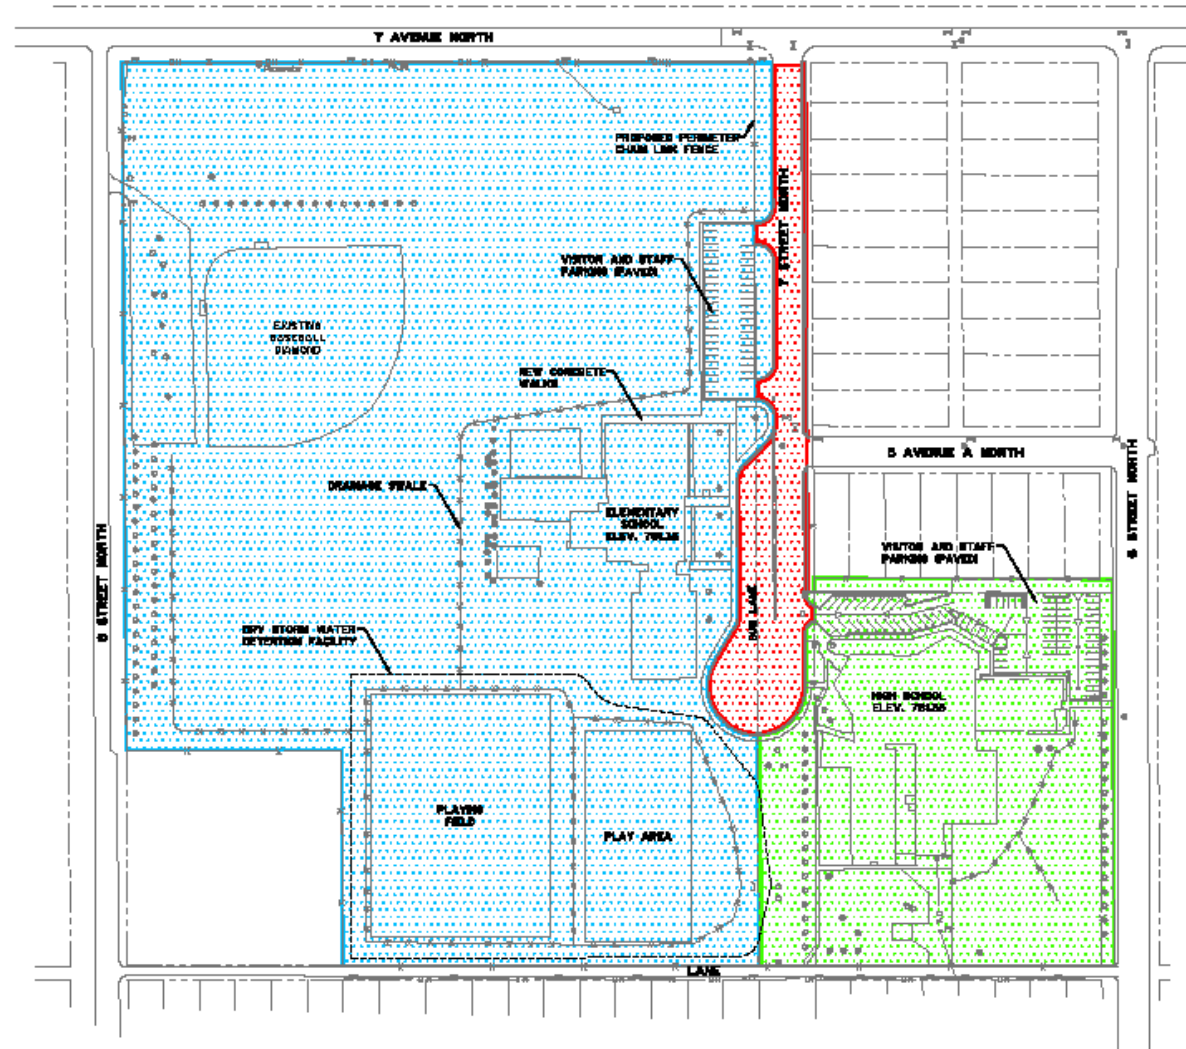 7 AVENUE NORTH
PROPOSED PERIMETER
CHAIN LINK FENCE
7 STREET NORTH
VISITOR AND STAFF
PARKING (PAVED)
EXISTING
BASEBALL
DIAMOND
NEW CONCRETE
WALKS
5 AVENUE A NORTH
DRAINAGE SWALE
ELEMENTARY
SCHOOL
STREET NORTH
STREET NORTH
VISITOR AND STAFF
PARKING (PAVED)
BUS LANE
DRY STORM WATER
DETENTION FACILITY
HIGH SCHOOL
PLAYING
FIELD
PLAY AREA
LANE